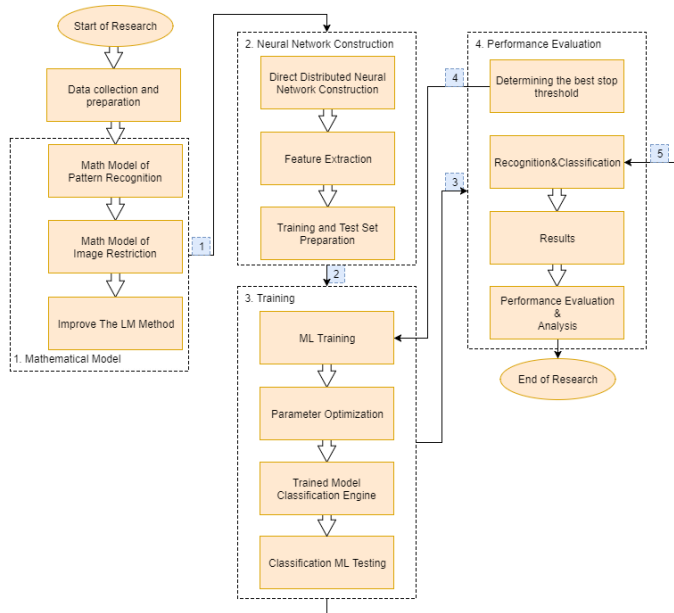 Start of Research
Data collection and
preparation
Math Model of
Pattern Recognition
Math Model of
Image Restriction
Improve The LM Method
1. Mathematical Model
1
2. Neural Network Construction
Direct Distributed Neural
Network Construction
Feature Extraction
Training and Test Set
Preparation
2
3. Training
ML Training
Parameter Optimization
Trained Model
Classification Engine
Classification ML Testing
3
4
4. Performance Evaluation
Determining the best stop
threshold
5
Recognition&Classification
Results
Performance Evaluation
&
Analysis
End of Research